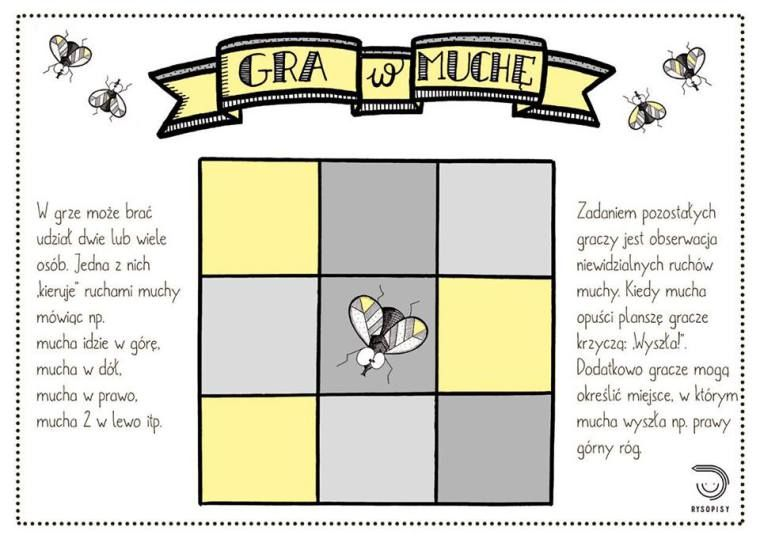 GRA w MUCHĘ
W grze może brać
udział dwie lub wiele
osób. Jedna z nich
„kieruje" ruchami muchy
mówiąc np.
mucha idzie w górę,
mucha w dół,
mucha w prawo,
mucha 2 w lewo itp.
Zadaniem pozostałych
graczy jest obserwacja
niewidzialnych ruchów
muchy. Kiedy mucha
opuści planszę gracze
krzyczą: „Wyszła!".
Dodatkowo gracze mogą
określić miejsce, w którym
mucha wyszła np. prawy
górny róg.
RYSOPISY